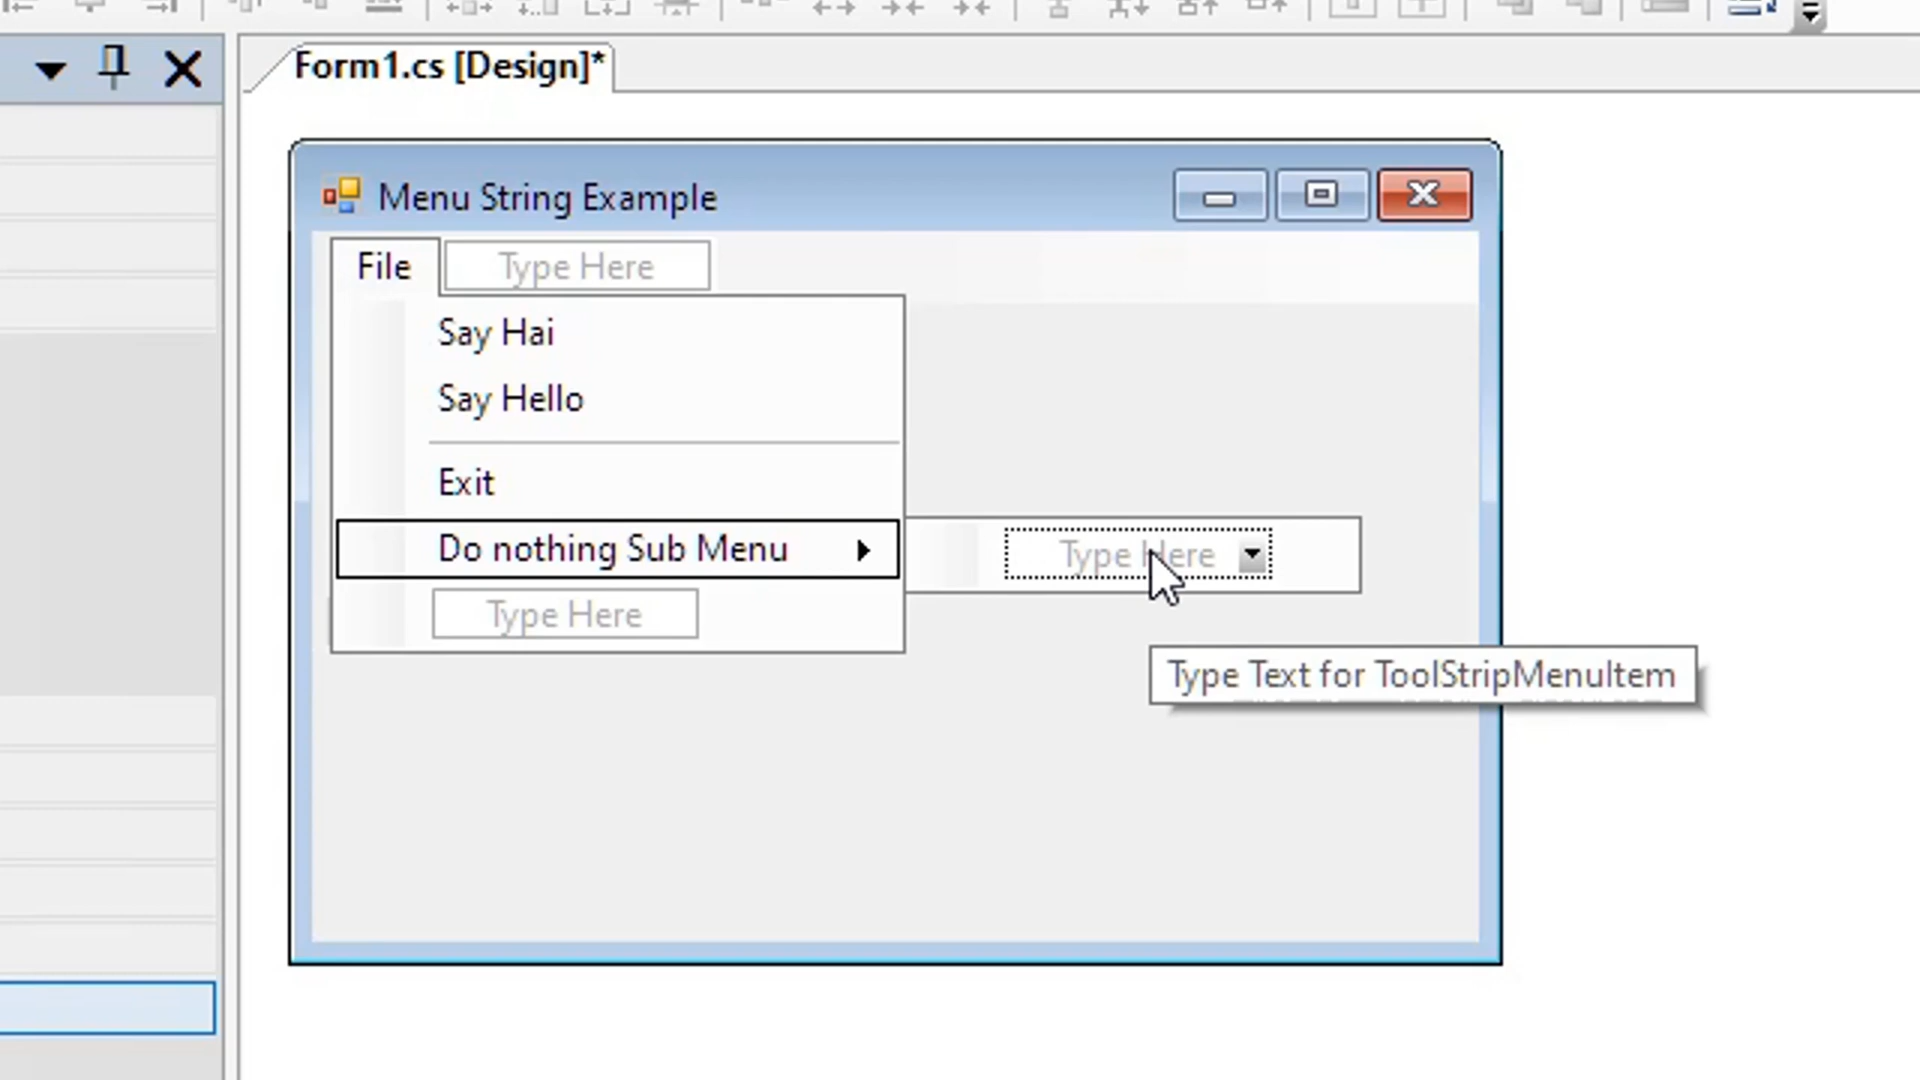 Form1.cs [Design]*
Menu String Example
File Type Here
Say Hai
Say Hello
Exit
Do nothing Sub Menu Type Here
Type Here
Type Text for ToolStripMenuItem